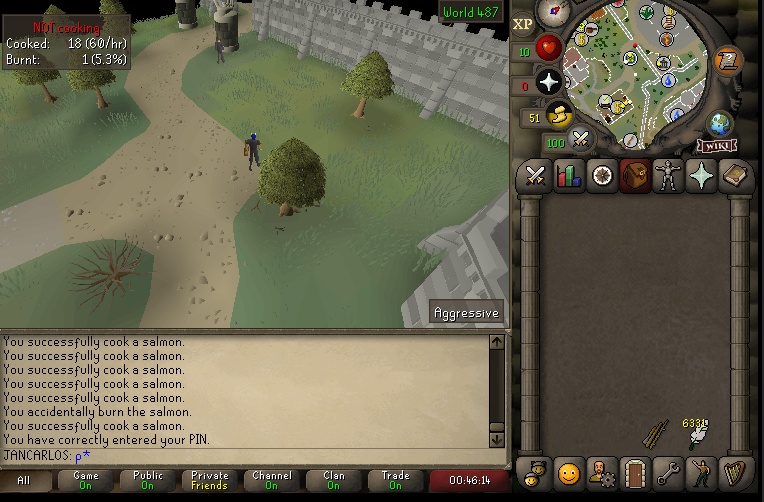 World 487
NOT cooking
Cooked: 18 (60/hr)
Burnt: 1 (5.3%)
XP
10
0
51
100
WIKI
Aggressive
You successfully cook a salmon.
You successfully cook a salmon.
You successfully cook a salmon.
You successfully cook a salmon.
You successfully cook a salmon.
You accidentally burn the salmon.
You successfully cook a salmon.
You have correctly entered your PIN.
JANCARLOS: p*
6331
All
Game
On
Public
On
Private
Friends
Channel
On
Clan
On
Trade
On
00:46:14